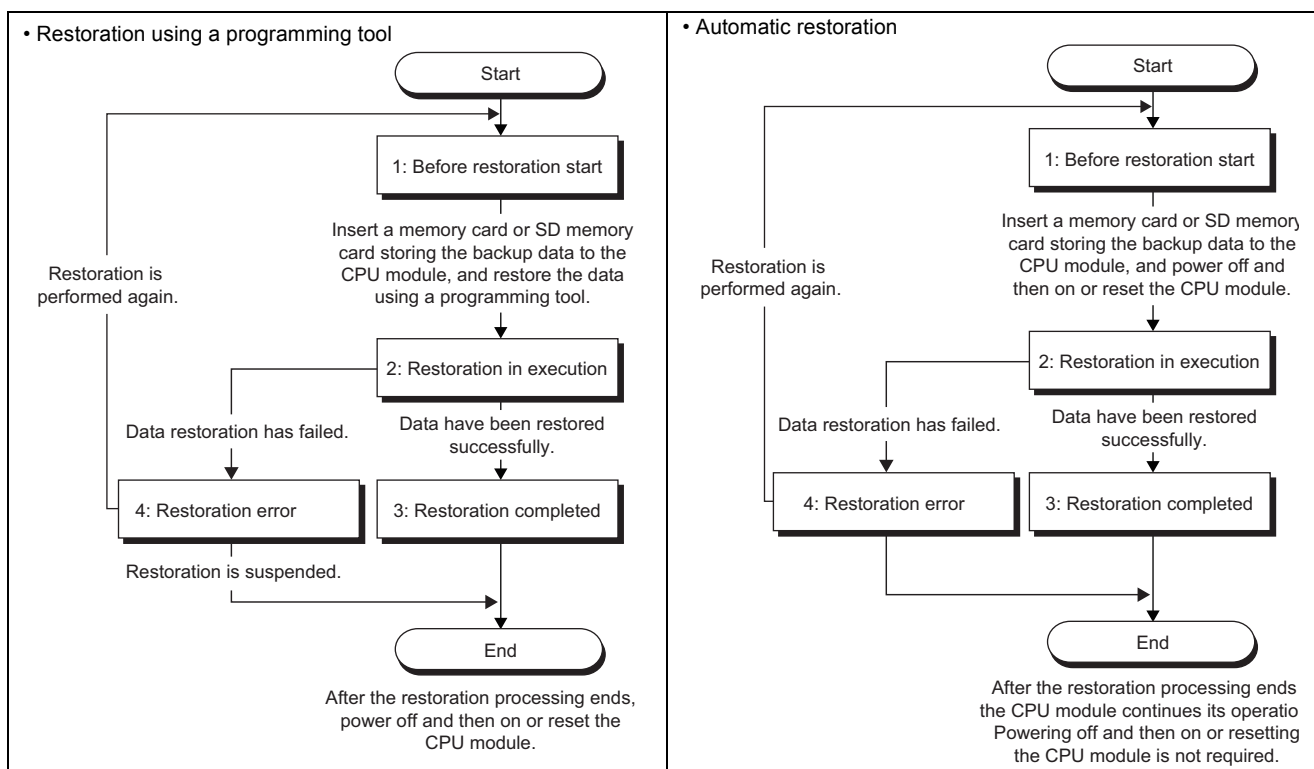 • Restoration using a programming tool
Start
1: Before restoration start
Insert a memory card or SD memory
card storing the backup data to the
CPU module, and restore the data
using a programming tool.
Restoration is
performed again.
2: Restoration in execution
Data restoration has failed.
Data have been restored
successfully.
4: Restoration error
3: Restoration completed
Restoration is suspended.
End
After the restoration processing ends,
power off and then on or reset the
CPU module.
• Automatic restoration
Start
1: Before restoration start
Insert a memory card or SD memory
card storing the backup data to the
CPU module, and power off and
then on or reset the CPU module.
Restoration is
performed again.
2: Restoration in execution
Data restoration has failed.
Data have been restored
successfully.
4: Restoration error
3: Restoration completed
End
After the restoration processing ends
the CPU module continues its operatio
Powering off and then on or resetting
the CPU module is not required.